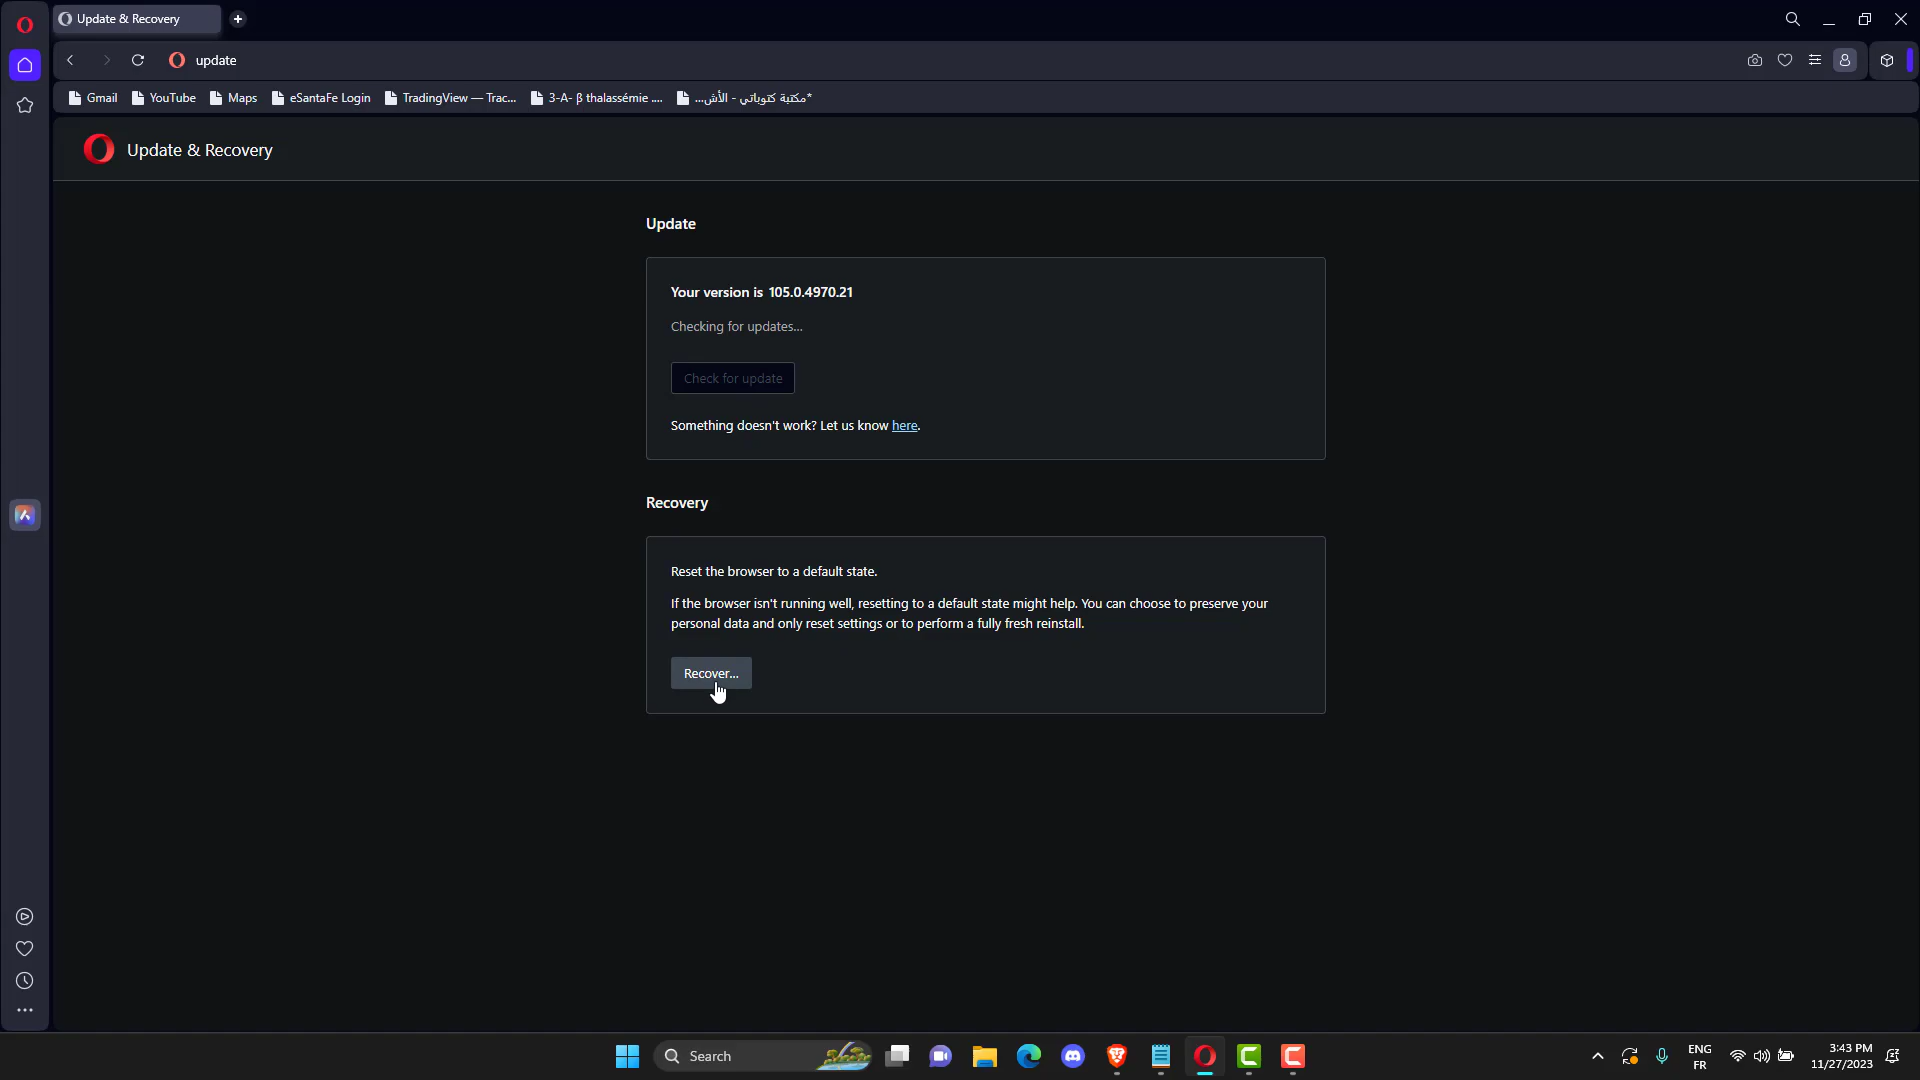 Update & Recovery
update
Gmail YouTube Maps eSantaFe Login TradingView — Trac... 3-A- β thalassémie .... *مكتبة كتوباتي - الأش...
Update & Recovery
Update
Your version is 105.0.4970.21
Checking for updates...
Check for update
Something doesn't work? Let us know here.
Recovery
Reset the browser to a default state.
If the browser isn't running well, resetting to a default state might help. You can choose to preserve your
personal data and only reset settings or to perform a fully fresh reinstall.
Recover...
Search
ENG
FR
3:43 PM
11/27/2023